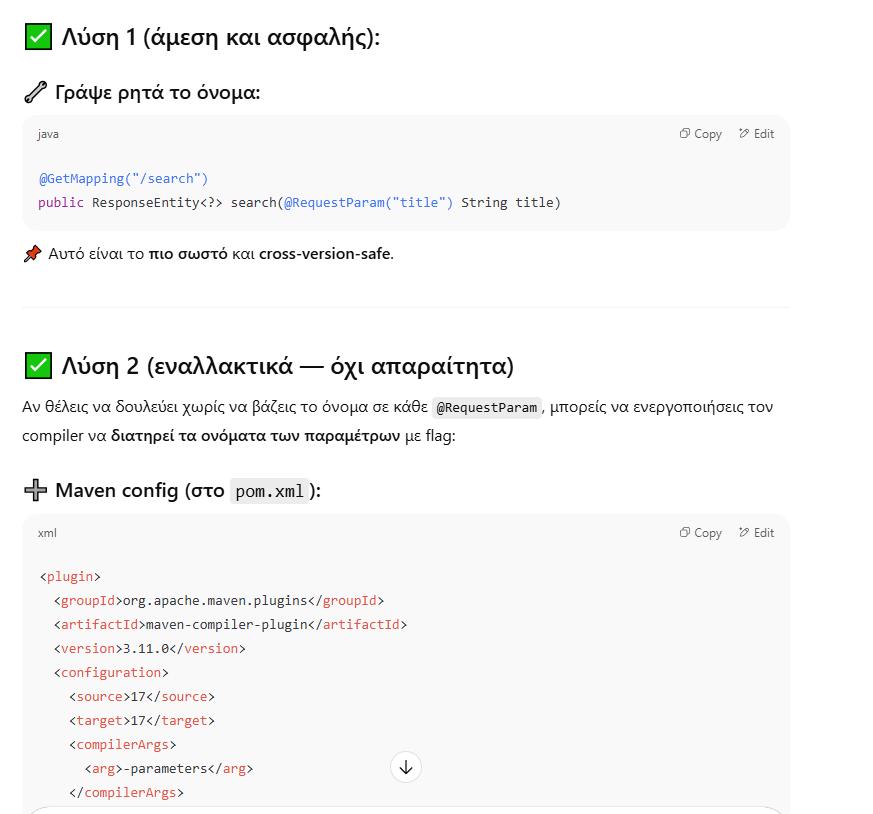 ✅ Λύση 1 (άμεση και ασφαλής):
🔧 Γράψε ρητά το όνομα:
java
Copy Edit
@GetMapping("/search")
public ResponseEntity<?> search(@RequestParam("title") String title)
📌 Αυτό είναι το πιο σωστό και cross-version-safe.
✅ Λύση 2 (εναλλακτικά — όχι απαραίτητα)
Αν θέλεις να δουλεύει χωρίς να βάζεις το όνομα σε κάθε @RequestParam, μπορείς να ενεργοποιήσεις τον
compiler να διατηρεί τα ονόματα των παραμέτρων με flag:
➕ Maven config (στο pom.xml):
xml
Copy Edit
<plugin>
  <groupId>org.apache.maven.plugins</groupId>
  <artifactId>maven-compiler-plugin</artifactId>
  <version>3.11.0</version>
  <configuration>
    <source>17</source>
    <target>17</target>
    <compilerArgs>
      <arg>-parameters</arg>
    </compilerArgs>